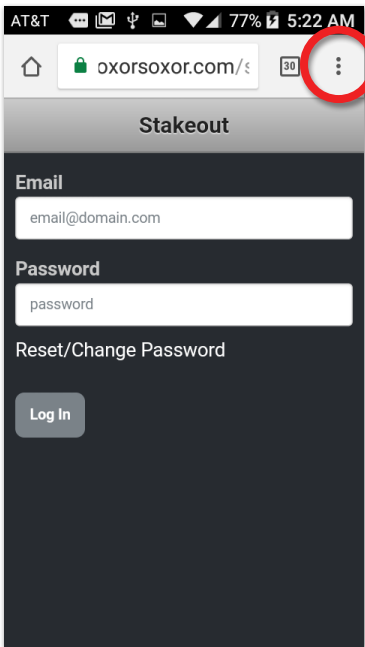 AT&T 77% 5:22 AM
oxorsoxor.com/s 30
Stakeout
Email
email@domain.com
Password
password
Reset/Change Password
Log In